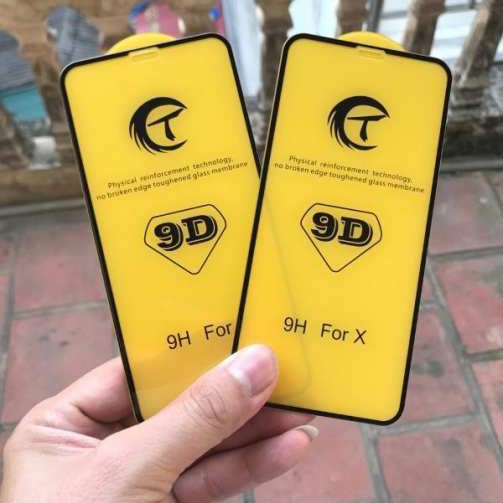 Physical reinforcement technology,
no broken edge toughened glass membrane
9D
9H For
Physical reinforcement technology,
no broken edge toughened glass membrane
9D
9H For X